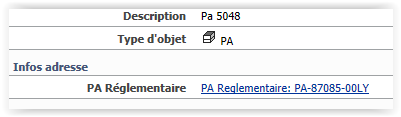 Description Pa 5048
Type d'objet PA
Infos adresse
PA Réglementaire PA Reglementaire: PA-87085-00LY